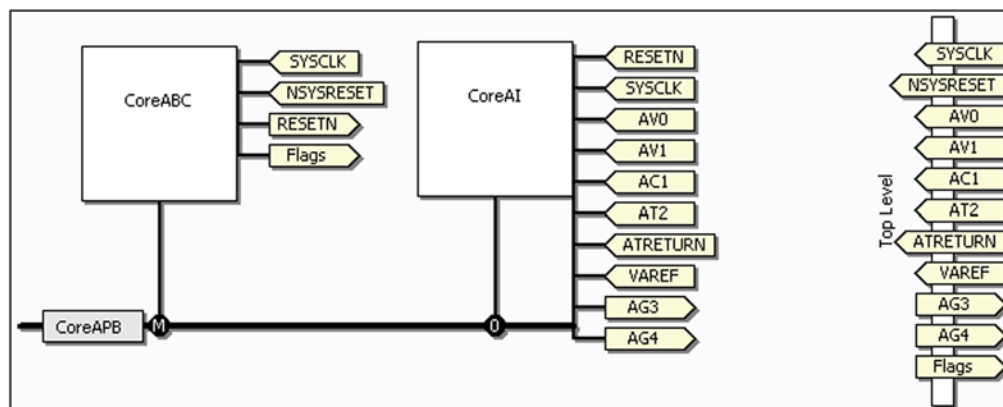 CoreABC
SYSCLK
NSYSRESET
RESETN
Flags
CoreAI
RESETN
SYSCLK
AV0
AV1
AC1
AT2
ATRETURN
VAREF
AG3
AG4
CoreAPB
M
0
Top Level
SYSCLK
NSYSRESET
AV0
AV1
AC1
AT2
ATRETURN
VAREF
AG3
AG4
Flags